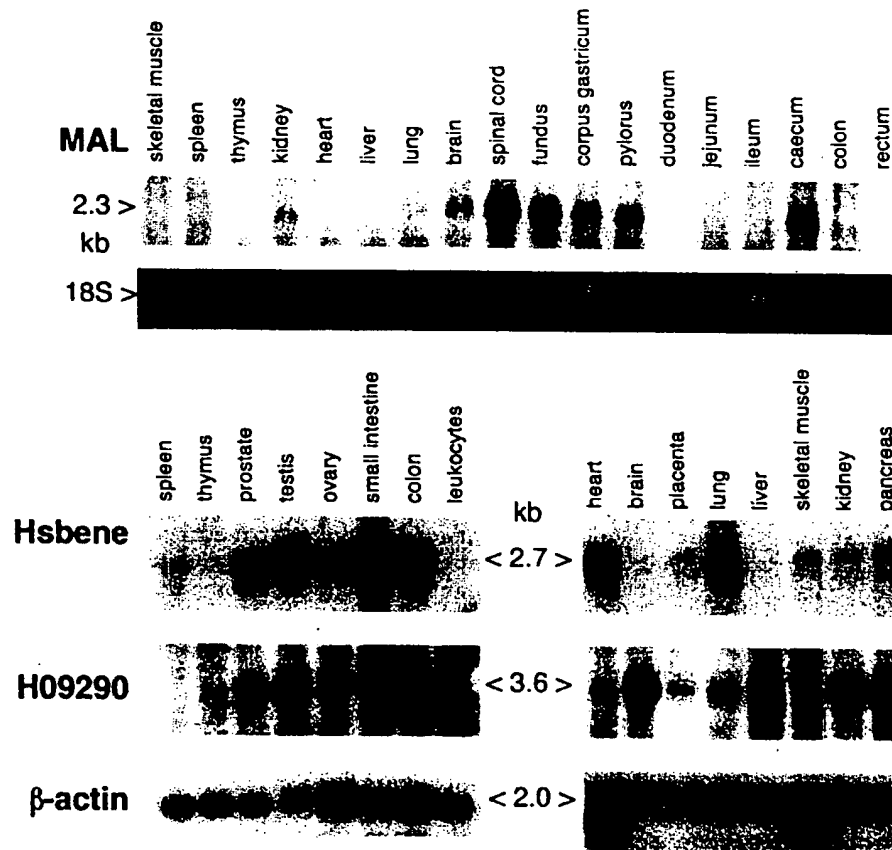 MAL
skeletal muscle
spleen
thymus
kidney
heart
liver
lung
brain
spinal cord
fundus
corpus gastricum
pylorus
duodenum
jejunum
ileum
caecum
colon
rectum
2.3 >
kb
18S >
spleen
thymus
prostate
testis
ovary
small intestine
colon
leukocytes
kb
heart
brain
placenta
lung
liver
skeletal muscle
kidney
pancreas
Hsbene
< 2.7 >
H09290
< 3.6 >
β-actin
< 2.0 >